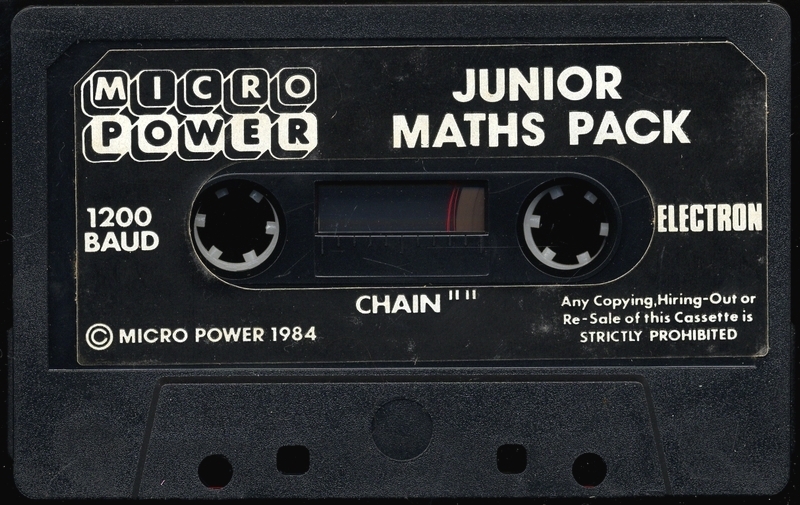 MICRO
POWER
JUNIOR
MATHS PACK
1200
BAUD
ELECTRON
CHAIN""
© MICRO POWER 1984
Any Copying,Hiring-Out or
Re-Sale of this Cassette is
STRICTLY PROHIBITED